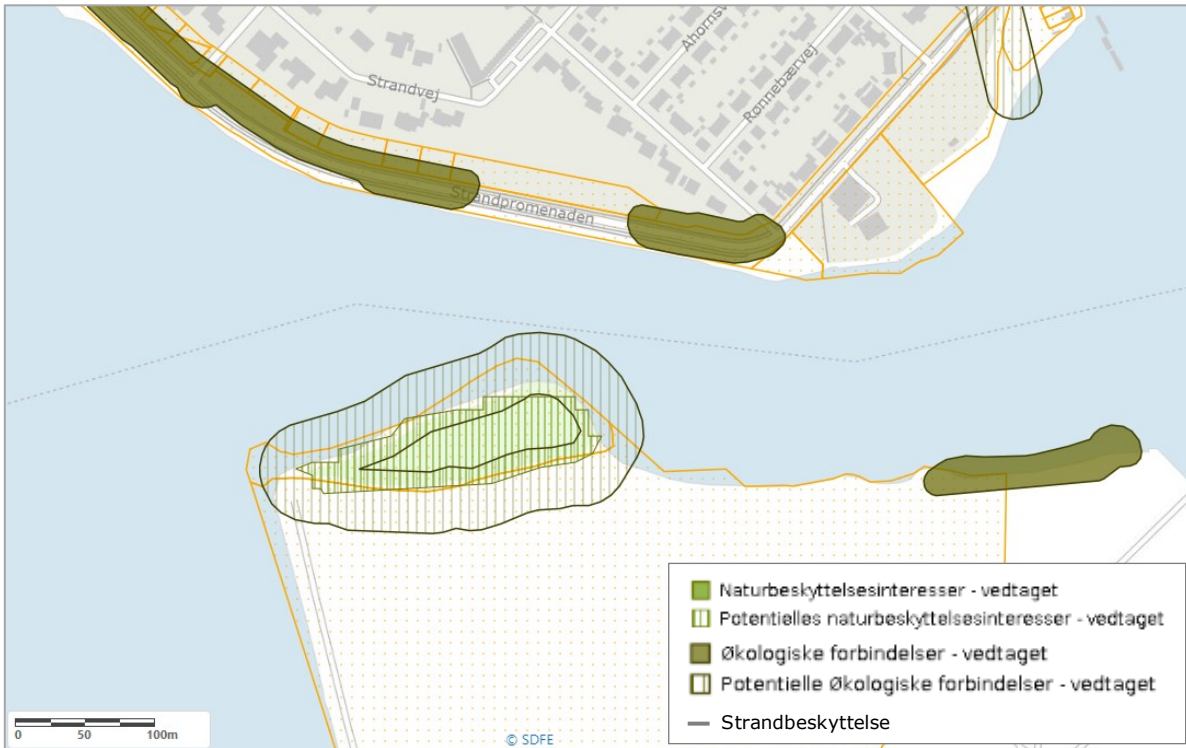 Strandvej
Ahornsv
Rønnebærvej
Strandpromenaden
Naturbeskyttelsesinteresser - vedtaget
Potentielles naturbeskyttelsesinteresser - vedtaget
Økologiske forbindelser - vedtaget
Potentielle Økologiske forbindelser - vedtaget
Strandbeskyttelse
0 50 100m
© SDFE